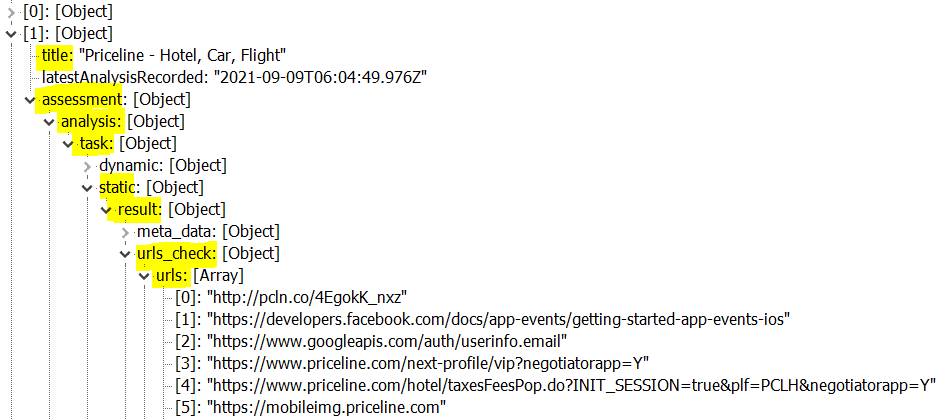 [0]: [Object]
[1]: [Object]
title: "Priceline - Hotel, Car, Flight"
latestAnalysisRecorded: "2021-09-09T06:04:49.976Z"
assessment: [Object]
analysis: [Object]
task: [Object]
dynamic: [Object]
static: [Object]
result: [Object]
meta_data: [Object]
urls_check: [Object]
urls: [Array]
[0]: "http://pcln.co/4EgokK_nxz"
[1]: "https://developers.facebook.com/docs/app-events/getting-started-app-events-ios"
[2]: "https://www.googleapis.com/auth/userinfo.email"
[3]: "https://www.priceline.com/next-profile/vip?negotiatorapp=Y"
[4]: "https://www.priceline.com/hotel/taxesFeesPop.do?INIT_SESSION=true&plf=PCLH&negotiatorapp=Y"
[5]: "https://mobileimg.priceline.com"